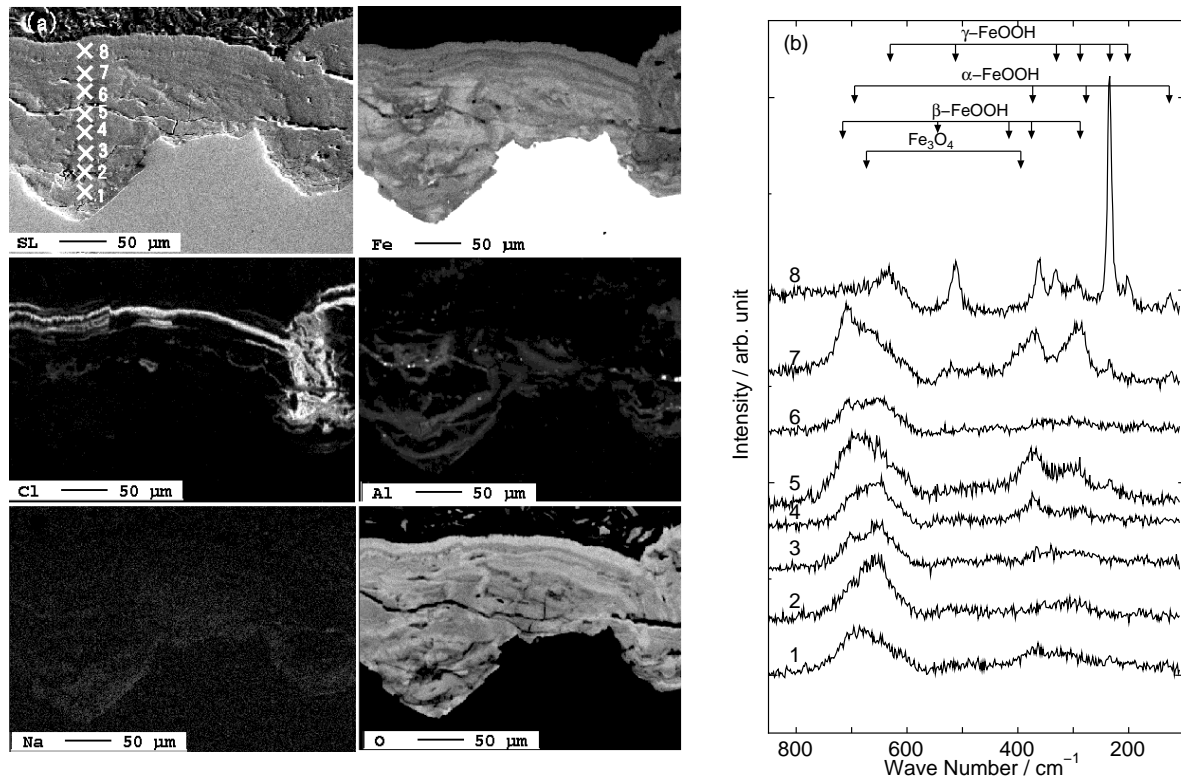 (a)
8
7
6
5
4
3
2
1
SL 50 μm
Fe 50 μm
Cl 50 μm
Al 50 μm
Na 50 μm
O 50 μm
(b)
γ−FeOOH
α−FeOOH
β−FeOOH
Fe3O4
8
7
6
5
4
3
2
1
Intensity / arb. unit
800 600 400 200
Wave Number / cm−1